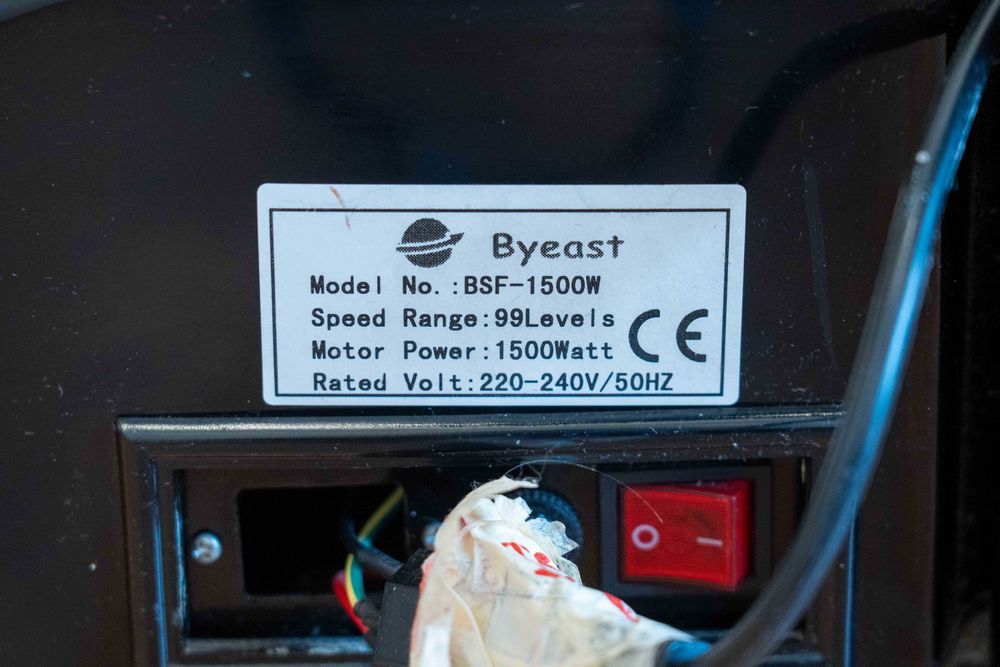 Byeast
Model No.:BSF-1500W
Speed Range:99Levels
Motor Power:1500Watt
Rated Volt:220-240V/50HZ
CE
O
I